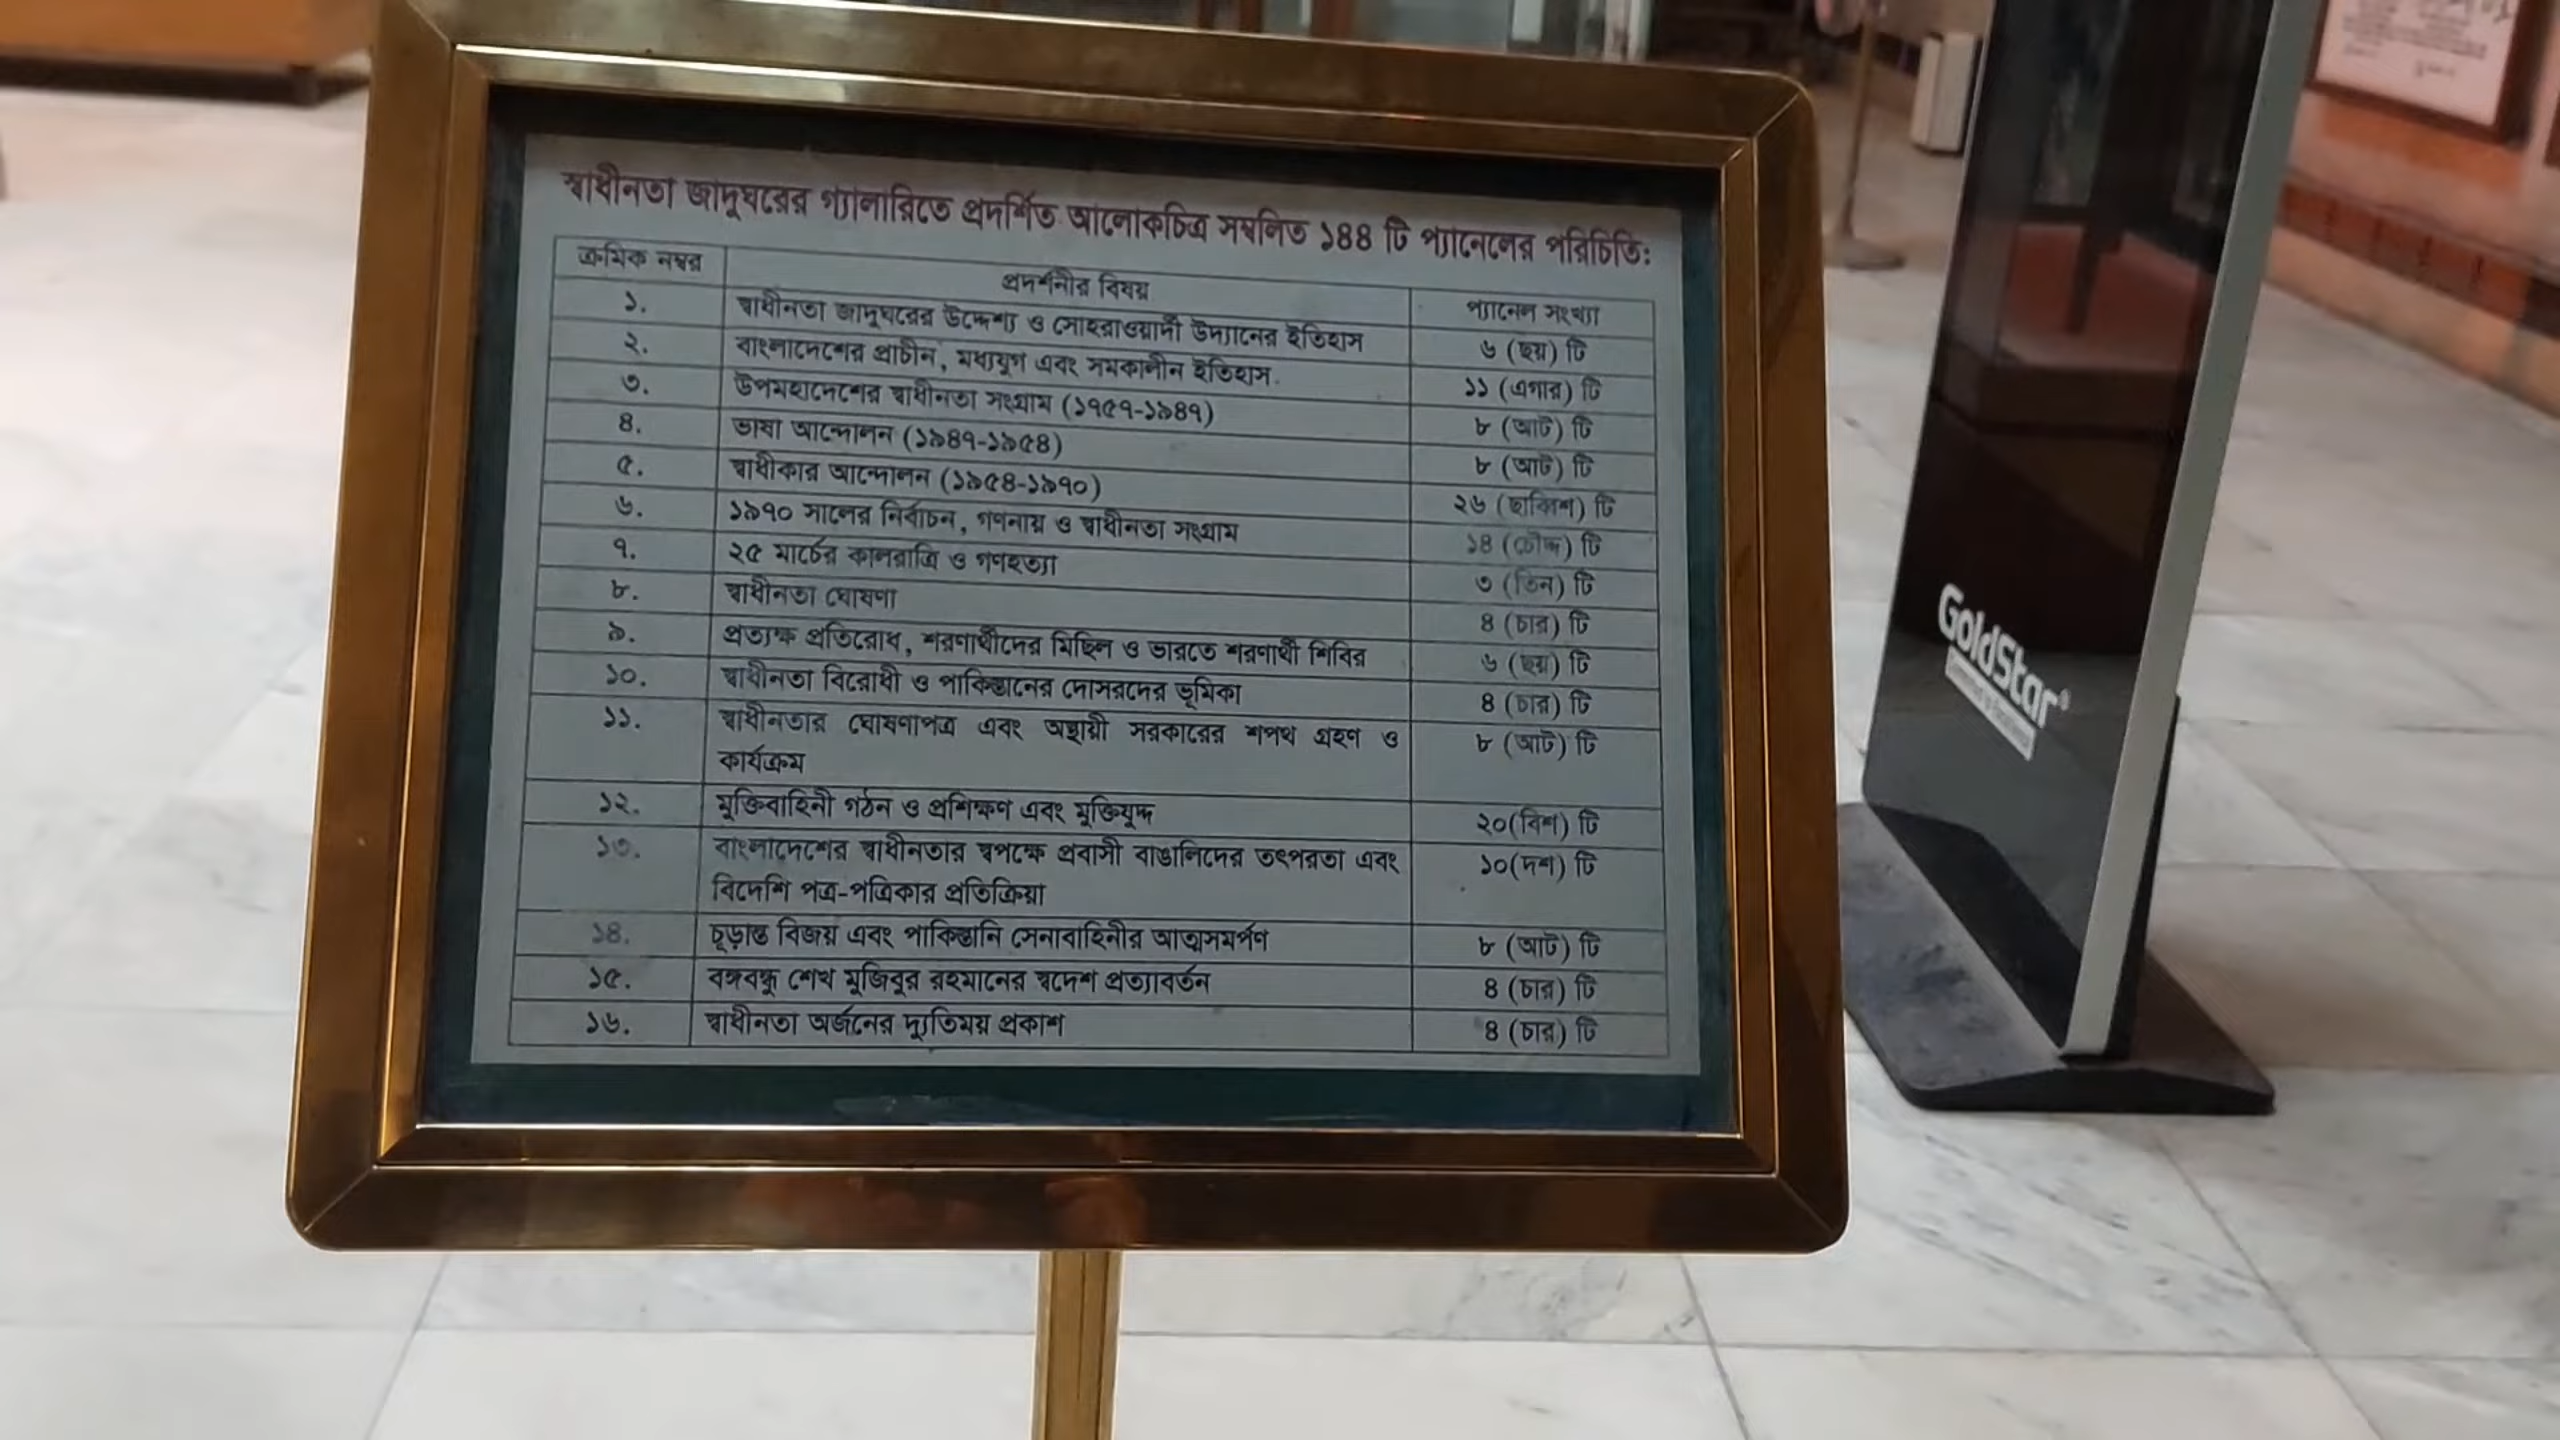 স্বাধীনতা জাদুঘরের গ্যালারিতে প্রদর্শিত আলোকচিত্র সম্বলিত ১৪৪ টি প্যানেলের পরিচিতি:
ক্রমিক নম্বর প্রদর্শনীর বিষয় প্যানেল সংখ্যা
১. স্বাধীনতা জাদুঘরের উদ্দেশ্য ও সোহরাওয়ার্দী উদ্যানের ইতিহাস ৬ (ছয়) টি
২. বাংলাদেশের প্রাচীন, মধ্যযুগ এবং সমকালীন ইতিহাস. ১১ (এগার) টি
৩. উপমহাদেশের স্বাধীনতা সংগ্রাম (১৭৫৭-১৯৪৭) ৮ (আট) টি
৪. ভাষা আন্দোলন (১৯৪৭-১৯৫৪) ৮ (আট) টি
৫. স্বাধীকার আন্দোলন (১৯৫৪-১৯৭০) ২৬ (ছাব্বিশ) টি
৬. ১৯৭০ সালের নির্বাচন, গণনায় ও স্বাধীনতা সংগ্রাম ১৪ (চৌদ্দ) টি
৭. ২৫ মার্চের কালরাত্রি ও গণহত্যা ৩ (তিন) টি
৮. স্বাধীনতা ঘোষণা ৪ (চার) টি
৯. প্রত্যক্ষ প্রতিরোধ, শরণার্থীদের মিছিল ও ভারতে শরণার্থী শিবির ৬ (ছয়) টি
১০. স্বাধীনতা বিরোধী ও পাকিস্তানের দোসরদের ভূমিকা ৪ (চার) টি
১১. স্বাধীনতার ঘোষণাপত্র এবং অস্থায়ী সরকারের শপথ গ্রহণ ও ৮ (আট) টি
কার্যক্রম
১২. মুক্তিবাহিনী গঠন ও প্রশিক্ষণ এবং মুক্তিযুদ্ধ ২০(বিশ) টি
১৩. বাংলাদেশের স্বাধীনতার স্বপক্ষে প্রবাসী বাঙালিদের তৎপরতা এবং ১০(দশ) টি
বিদেশি পত্র-পত্রিকার প্রতিক্রিয়া
১৪. চূড়ান্ত বিজয় এবং পাকিস্তানি সেনাবাহিনীর আত্মসমর্পণ ৮ (আট) টি
১৫. বঙ্গবন্ধু শেখ মুজিবুর রহমানের স্বদেশ প্রত্যাবর্তন ৪ (চার) টি
১৬. স্বাধীনতা অর্জনের দ্যুতিময় প্রকাশ ৪ (চার) টি
GoldStar®